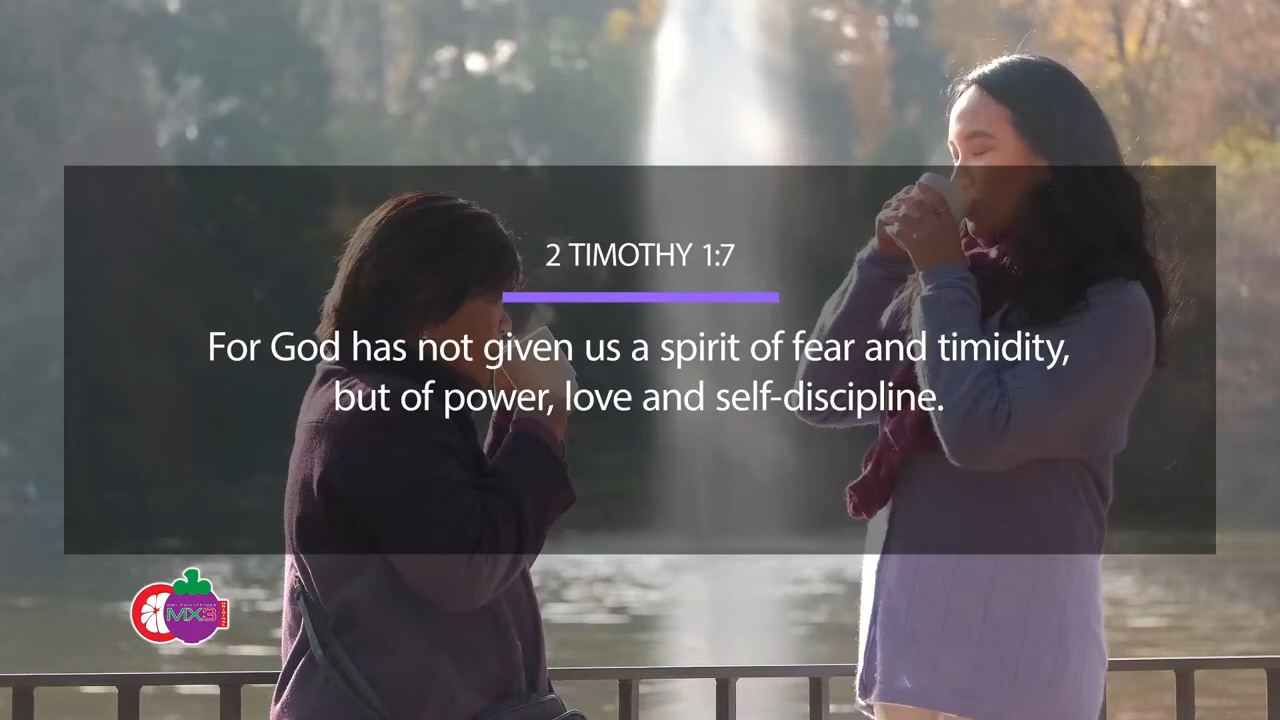 2 TIMOTHY 1:7
For God has not given us a spirit of fear and timidity,
but of power, love and self-discipline.
MX3